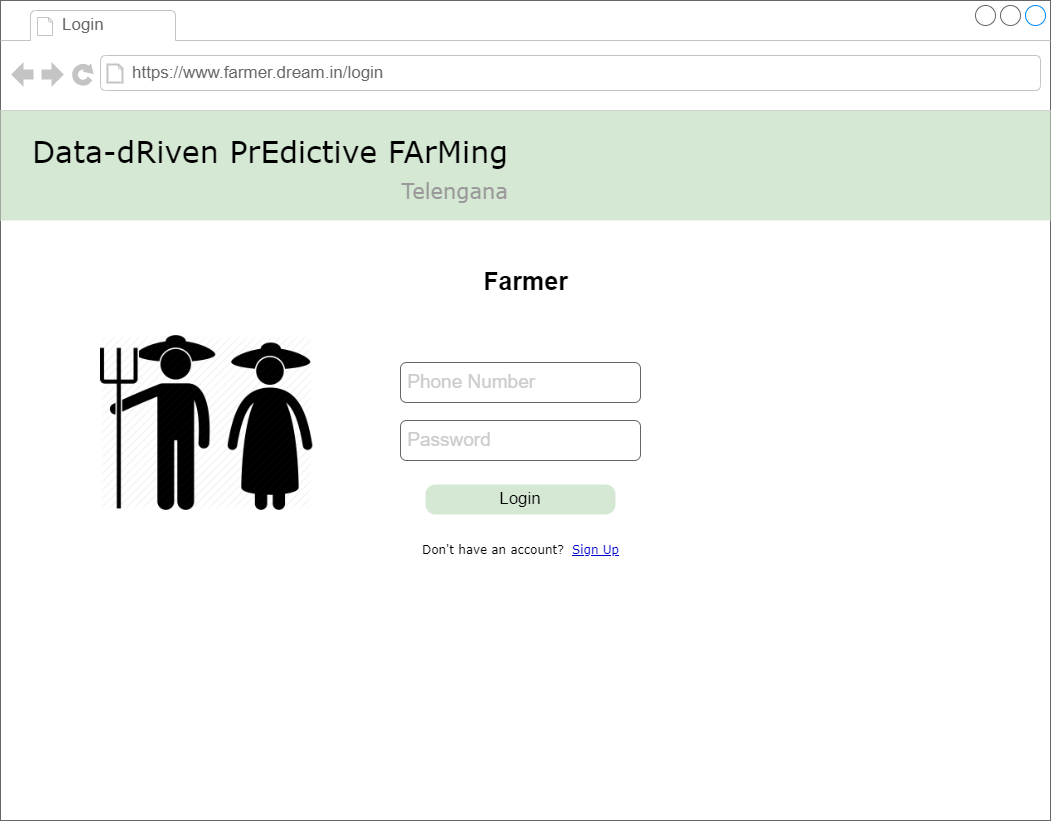 Login
https://www.farmer.dream.in/login
Data-dRiven PrEdictive FArMing
Telengana
Farmer
Phone Number
Password
Login
Don't have an account? Sign Up